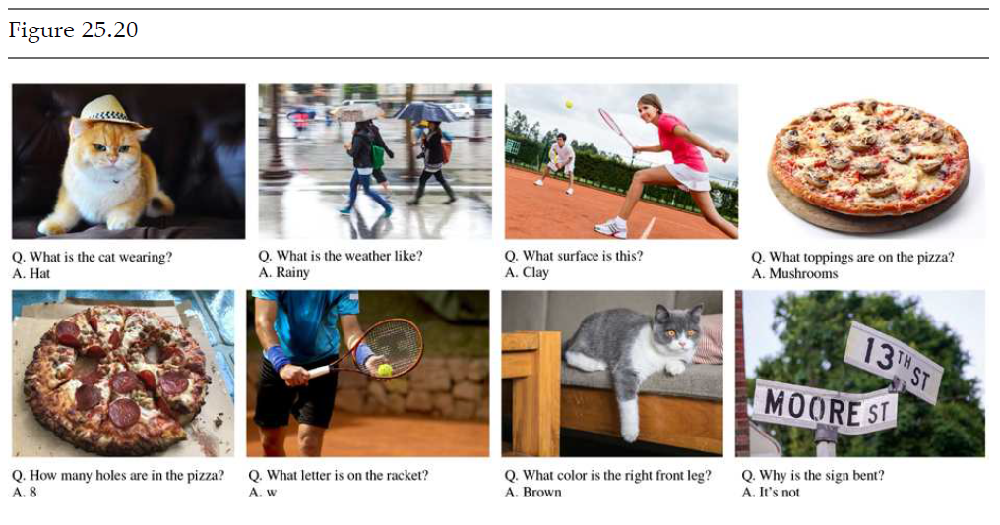 Figure 25.20
Q. What is the cat wearing?
A. Hat
Q. What is the weather like?
A. Rainy
Q. What surface is this?
A. Clay
Q. What toppings are on the pizza?
A. Mushrooms
13TH ST
MOORE ST
Q. How many holes are in the pizza?
A. 8
Q. What letter is on the racket?
A. w
Q. What color is the right front leg?
A. Brown
Q. Why is the sign bent?
A. It's not